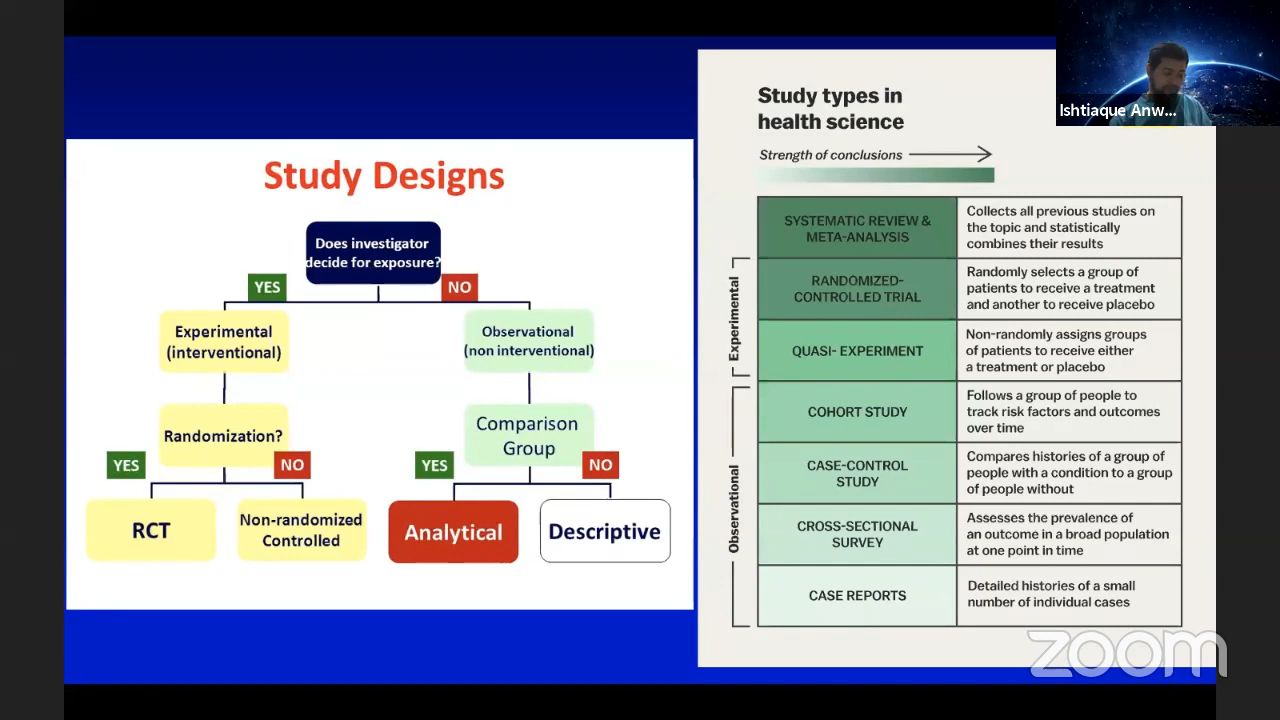 Study Designs
Does investigator
decide for exposure?
YES
NO
Experimental
(interventional)
Observational
(non interventional)
Randomization?
Comparison
Group
YES
NO
YES
NO
RCT
Non-randomized
Controlled
Analytical
Descriptive
Study types in
health science
Strength of conclusions
Experimental
Observational
SYSTEMATIC REVIEW &
META-ANALYSIS
Collects all previous studies on
the topic and statistically
combines their results
RANDOMIZED-
CONTROLLED TRIAL
Randomly selects a group of
patients to receive a treatment
and another to receive placebo
QUASI- EXPERIMENT
Non-randomly assigns groups
of patients to receive either
a treatment or placebo
COHORT STUDY
Follows a group of people to
track risk factors and outcomes
over time
CASE-CONTROL
STUDY
Compares histories of a group of
people with a condition to a group
of people without
CROSS-SECTIONAL
SURVEY
Assesses the prevalence of
an outcome in a broad population
at one point in time
CASE REPORTS
Detailed histories of a small
number of individual cases
Ishtiaque Anw...
zoom